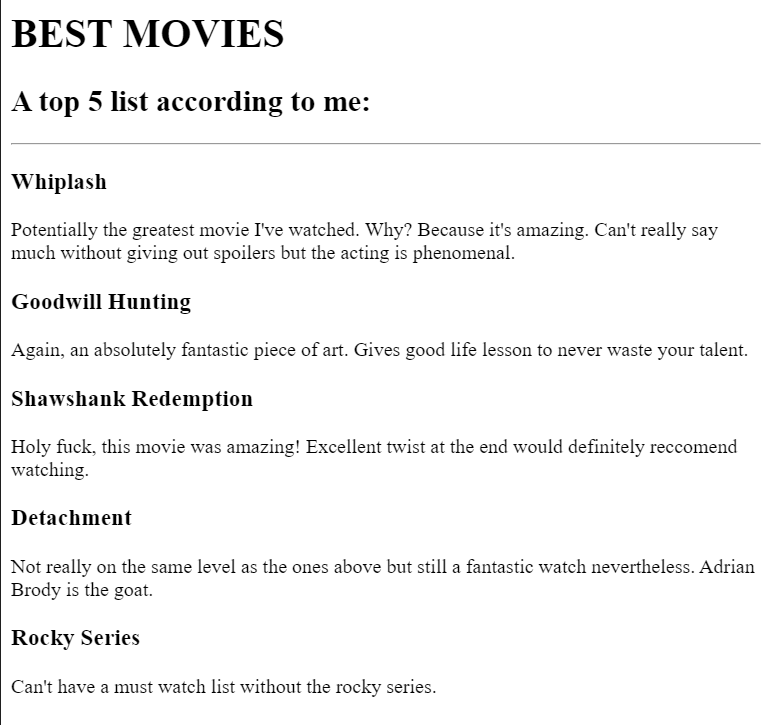 BEST MOVIES
A top 5 list according to me:
Whiplash
Potentially the greatest movie I've watched. Why? Because it's amazing. Can't really say
much without giving out spoilers but the acting is phenomenal.
Goodwill Hunting
Again, an absolutely fantastic piece of art. Gives good life lesson to never waste your talent.
Shawshank Redemption
Holy fuck, this movie was amazing! Excellent twist at the end would definitely reccomend
watching.
Detachment
Not really on the same level as the ones above but still a fantastic watch nevertheless. Adrian
Brody is the goat.
Rocky Series
Can't have a must watch list without the rocky series.